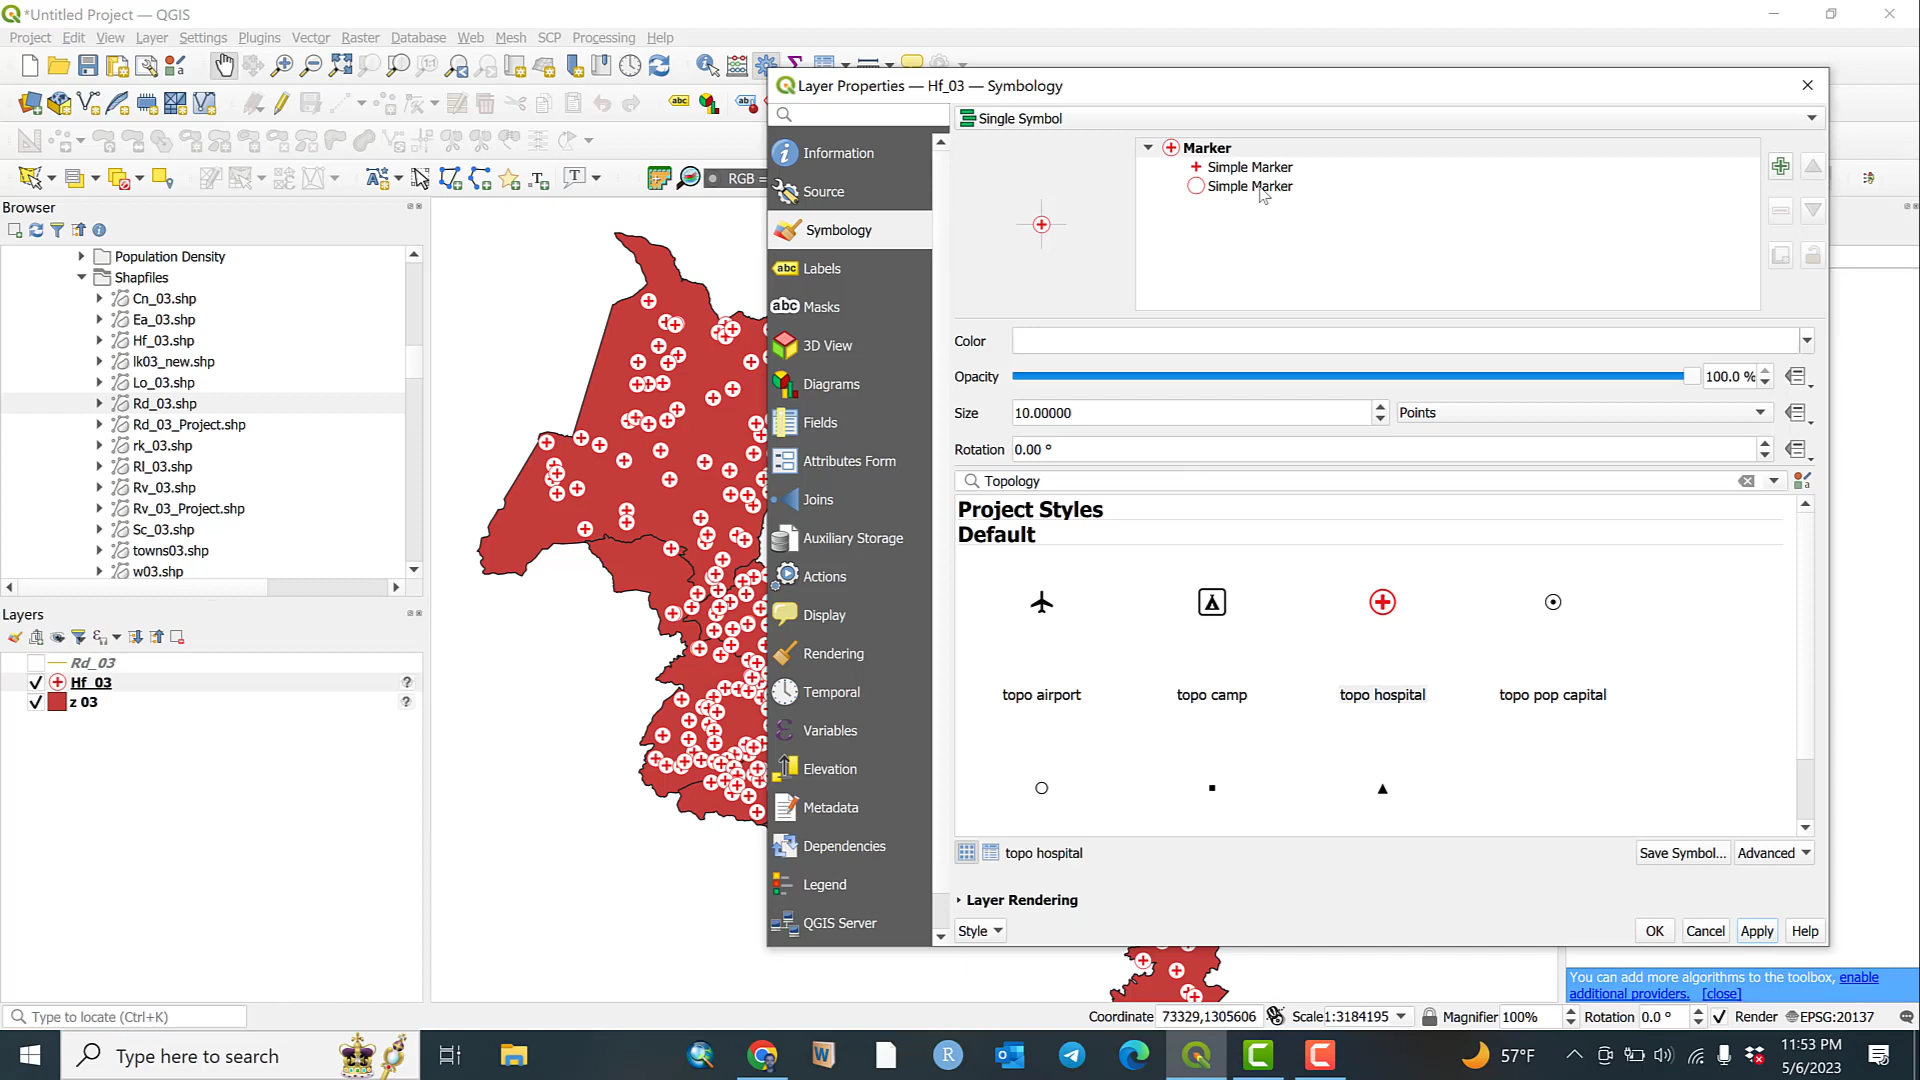 *Untitled Project — QGIS
Project Edit View Layer Settings Plugins Vector Raster Database Web Mesh SCP Processing Help
RGB =
Browser
Population Density
Shapfiles
Cn_03.shp
Ea_03.shp
Hf_03.shp
lk03_new.shp
Lo_03.shp
Rd_03.shp
Rd_03_Project.shp
rk_03.shp
Rl_03.shp
Rv_03.shp
Rv_03_Project.shp
Sc_03.shp
towns03.shp
w03.shp
Layers
Rd_03
Hf_03
z 03
Type to locate (Ctrl+K)
Layer Properties — Hf_03 — Symbology
Information
Source
Symbology
Labels
Masks
3D View
Diagrams
Fields
Attributes Form
Joins
Auxiliary Storage
Actions
Display
Rendering
Temporal
Variables
Elevation
Metadata
Dependencies
Legend
QGIS Server
Single Symbol
Marker
Simple Marker
Simple Marker
Color
Opacity 100.0 %
Size 10.00000 Points
Rotation 0.00 °
Topology
Project Styles
Default
topo airport topo camp topo hospital topo pop capital
topo hospital
Save Symbol... Advanced
Layer Rendering
Style OK Cancel Apply Help
You can add more algorithms to the toolbox, enable
additional providers. [close]
Coordinate 73329,1305606 Scale 1:3184195 Magnifier 100% Rotation 0.0 ° Render EPSG:20137
Type here to search
57°F
11:53 PM
5/6/2023